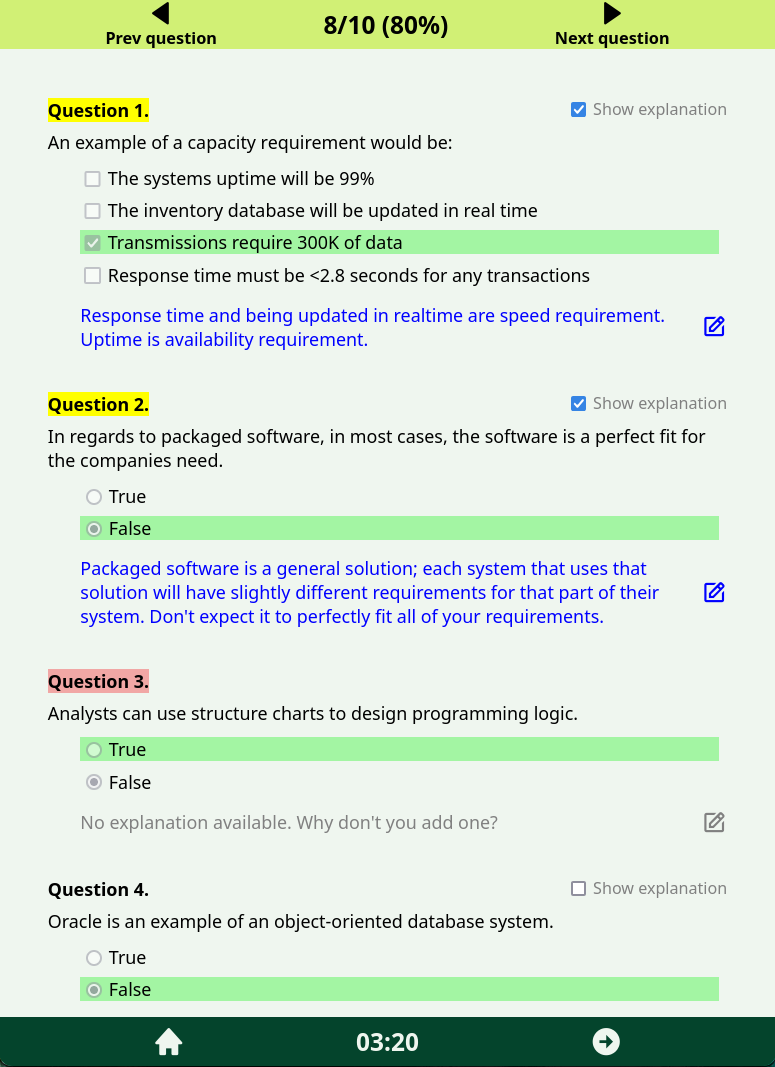 Prev question
8/10 (80%)
Next question
Question 1.
Show explanation
An example of a capacity requirement would be:
The systems uptime will be 99%
The inventory database will be updated in real time
Transmissions require 300K of data
Response time must be <2.8 seconds for any transactions
Response time and being updated in realtime are speed requirement.
Uptime is availability requirement.
Question 2.
Show explanation
In regards to packaged software, in most cases, the software is a perfect fit for
the companies need.
True
False
Packaged software is a general solution; each system that uses that
solution will have slightly different requirements for that part of their
system. Don't expect it to perfectly fit all of your requirements.
Question 3.
Analysts can use structure charts to design programming logic.
True
False
No explanation available. Why don't you add one?
Question 4.
Show explanation
Oracle is an example of an object-oriented database system.
True
False
03:20